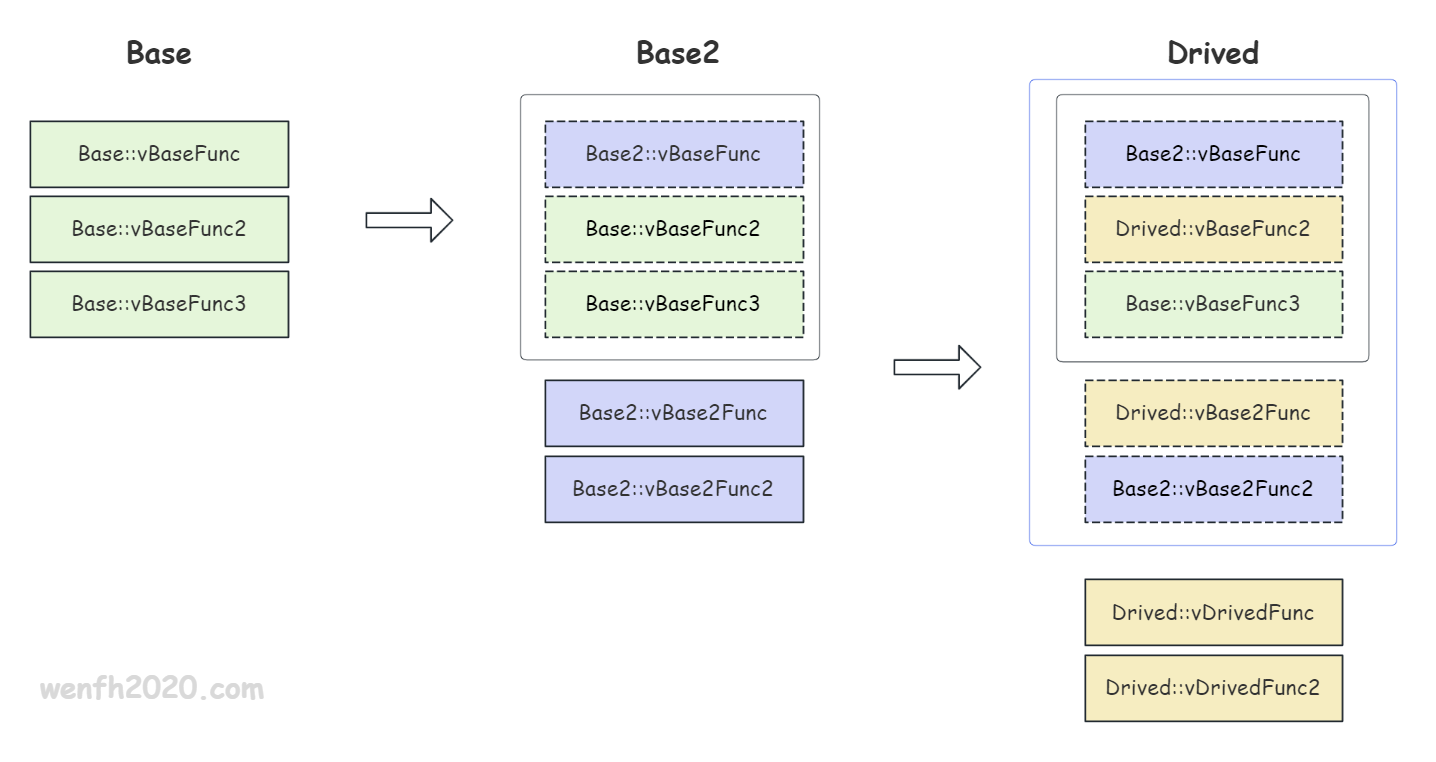 Base
Base::vBaseFunc
Base::vBaseFunc2
Base::vBaseFunc3
Base2
Base2::vBaseFunc
Base::vBaseFunc2
Base::vBaseFunc3
Base2::vBase2Func
Base2::vBase2Func2
Drived
Base2::vBaseFunc
Drived::vBaseFunc2
Base::vBaseFunc3
Drived::vBase2Func
Base2::vBase2Func2
Drived::vDrivedFunc
Drived::vDrivedFunc2
wenfh2020.com